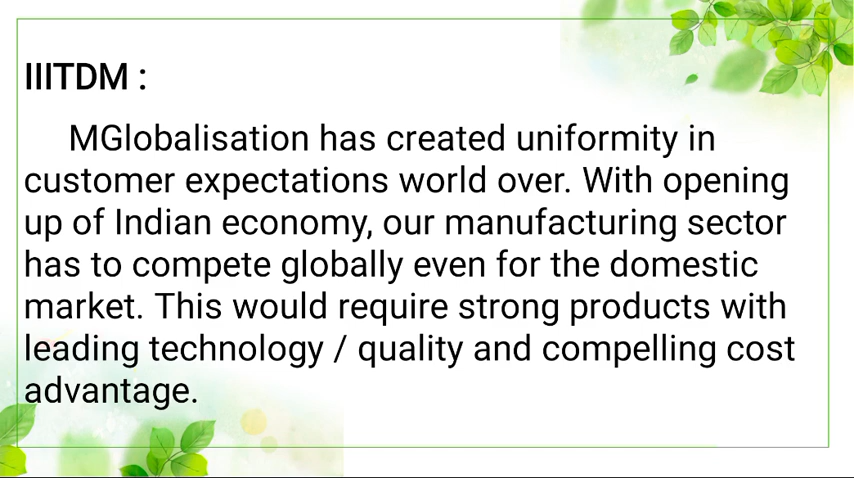 IIITDM :
MGlobalisation has created uniformity in
customer expectations world over. With opening
up of Indian economy, our manufacturing sector
has to compete globally even for the domestic
market. This would require strong products with
leading technology / quality and compelling cost
advantage.